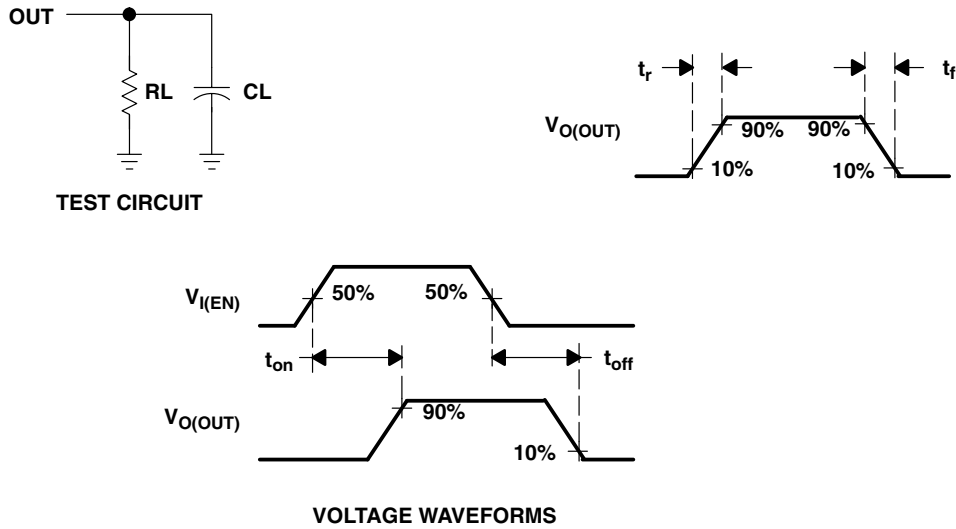 OUT
RL CL
TEST CIRCUIT
tr tf
VO(OUT)
90% 90%
10% 10%
VI(EN)
50% 50%
ton toff
VO(OUT)
90%
10%
VOLTAGE WAVEFORMS